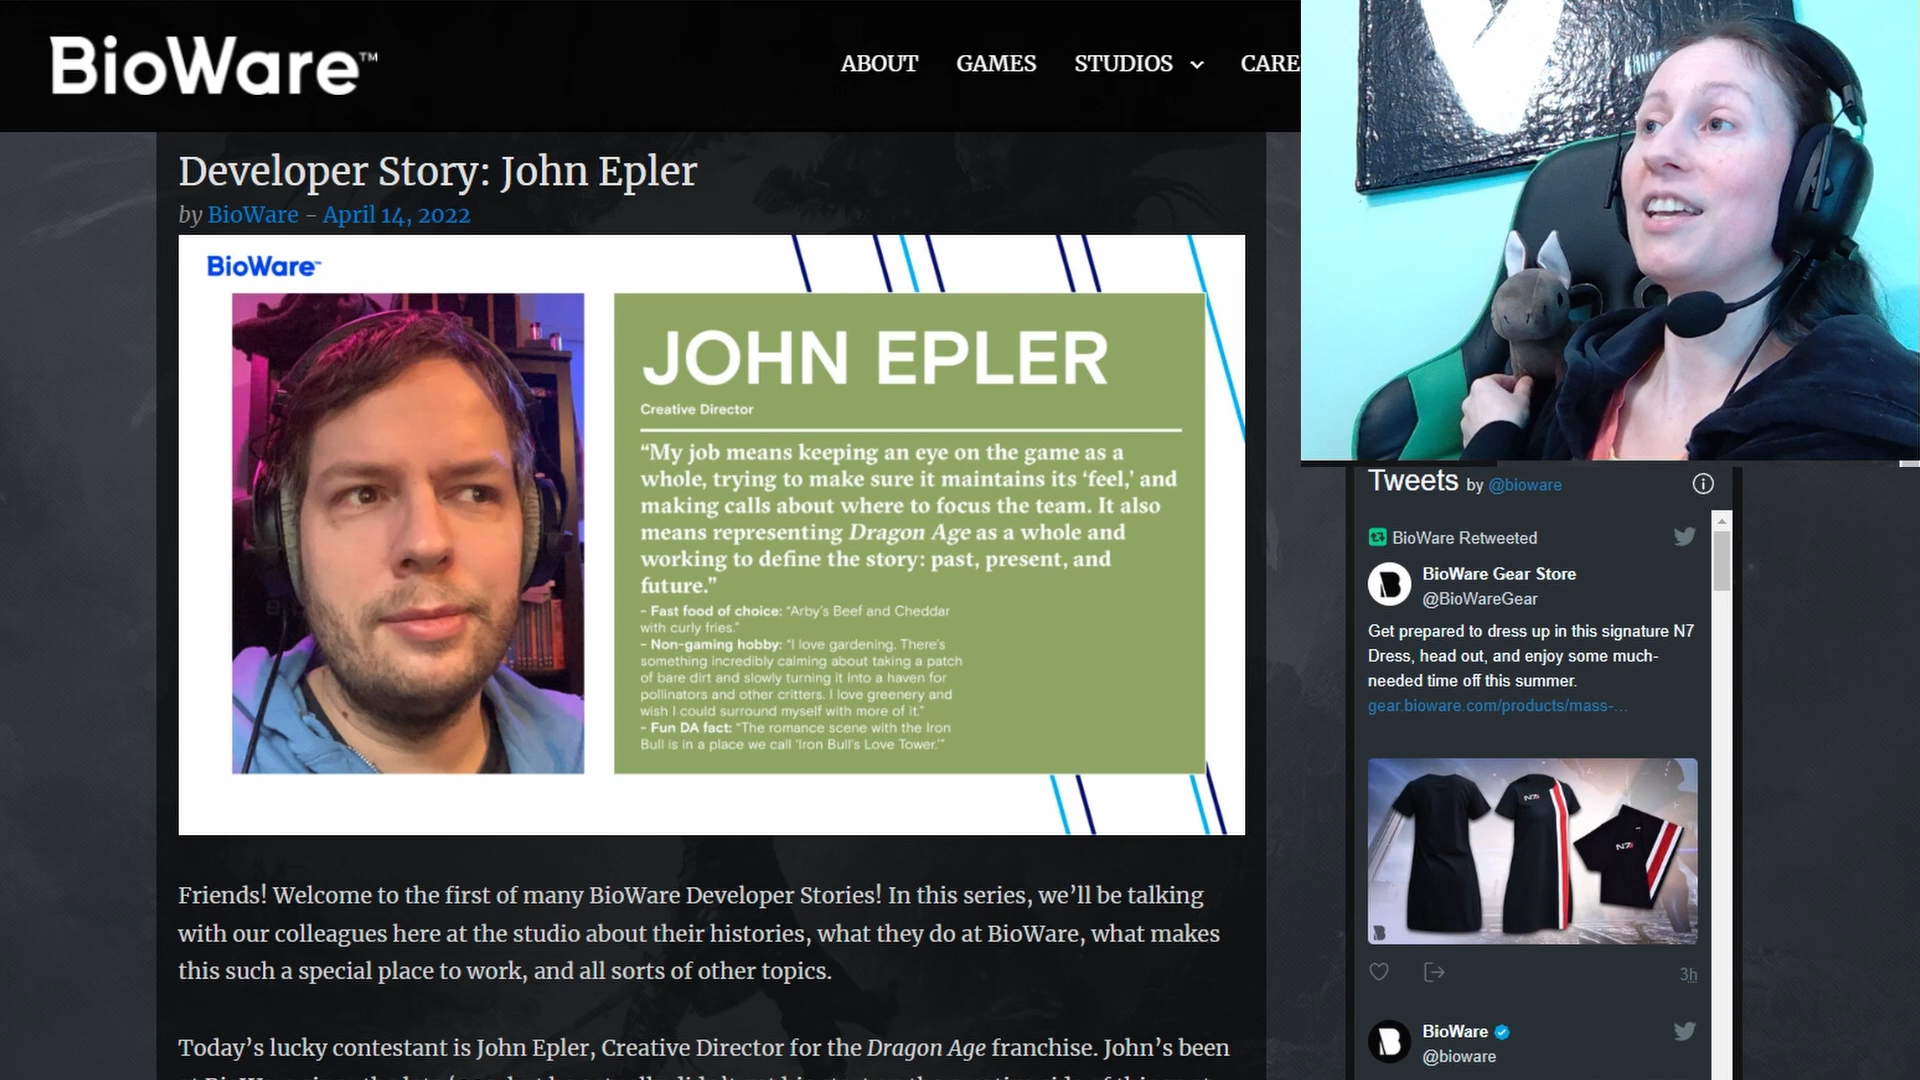 BioWare™
ABOUT GAMES STUDIOS CARE
Developer Story: John Epler
by BioWare – April 14, 2022
BioWare™
JOHN EPLER
Creative Director
“My job means keeping an eye on the game as a
whole, trying to make sure it maintains its ‘feel,’ and
making calls about where to focus the team. It also
means representing Dragon Age as a whole and
working to define the story: past, present, and
future.”
- Fast food of choice: “Arby’s Beef and Cheddar
with curly fries.”
- Non-gaming hobby: “I love gardening. There’s
something incredibly calming about taking a patch
of bare dirt and slowly turning it into a haven for
pollinators and other critters. I love greenery and
wish I could surround myself with more of it.”
- Fun DA fact: “The romance scene with the Iron
Bull is in a place we call ‘Iron Bull’s Love Tower.’”
Friends! Welcome to the first of many BioWare Developer Stories! In this series, we’ll be talking
with our colleagues here at the studio about their histories, what they do at BioWare, what makes
this such a special place to work, and all sorts of other topics.
Today’s lucky contestant is John Epler, Creative Director for the Dragon Age franchise. John’s been
Tweets by @bioware
BioWare Retweeted
BioWare Gear Store
@BioWareGear
Get prepared to dress up in this signature N7
Dress, head out, and enjoy some much-
needed time off this summer.
gear.bioware.com/products/mass-…
N7
N7
3h
BioWare
@bioware